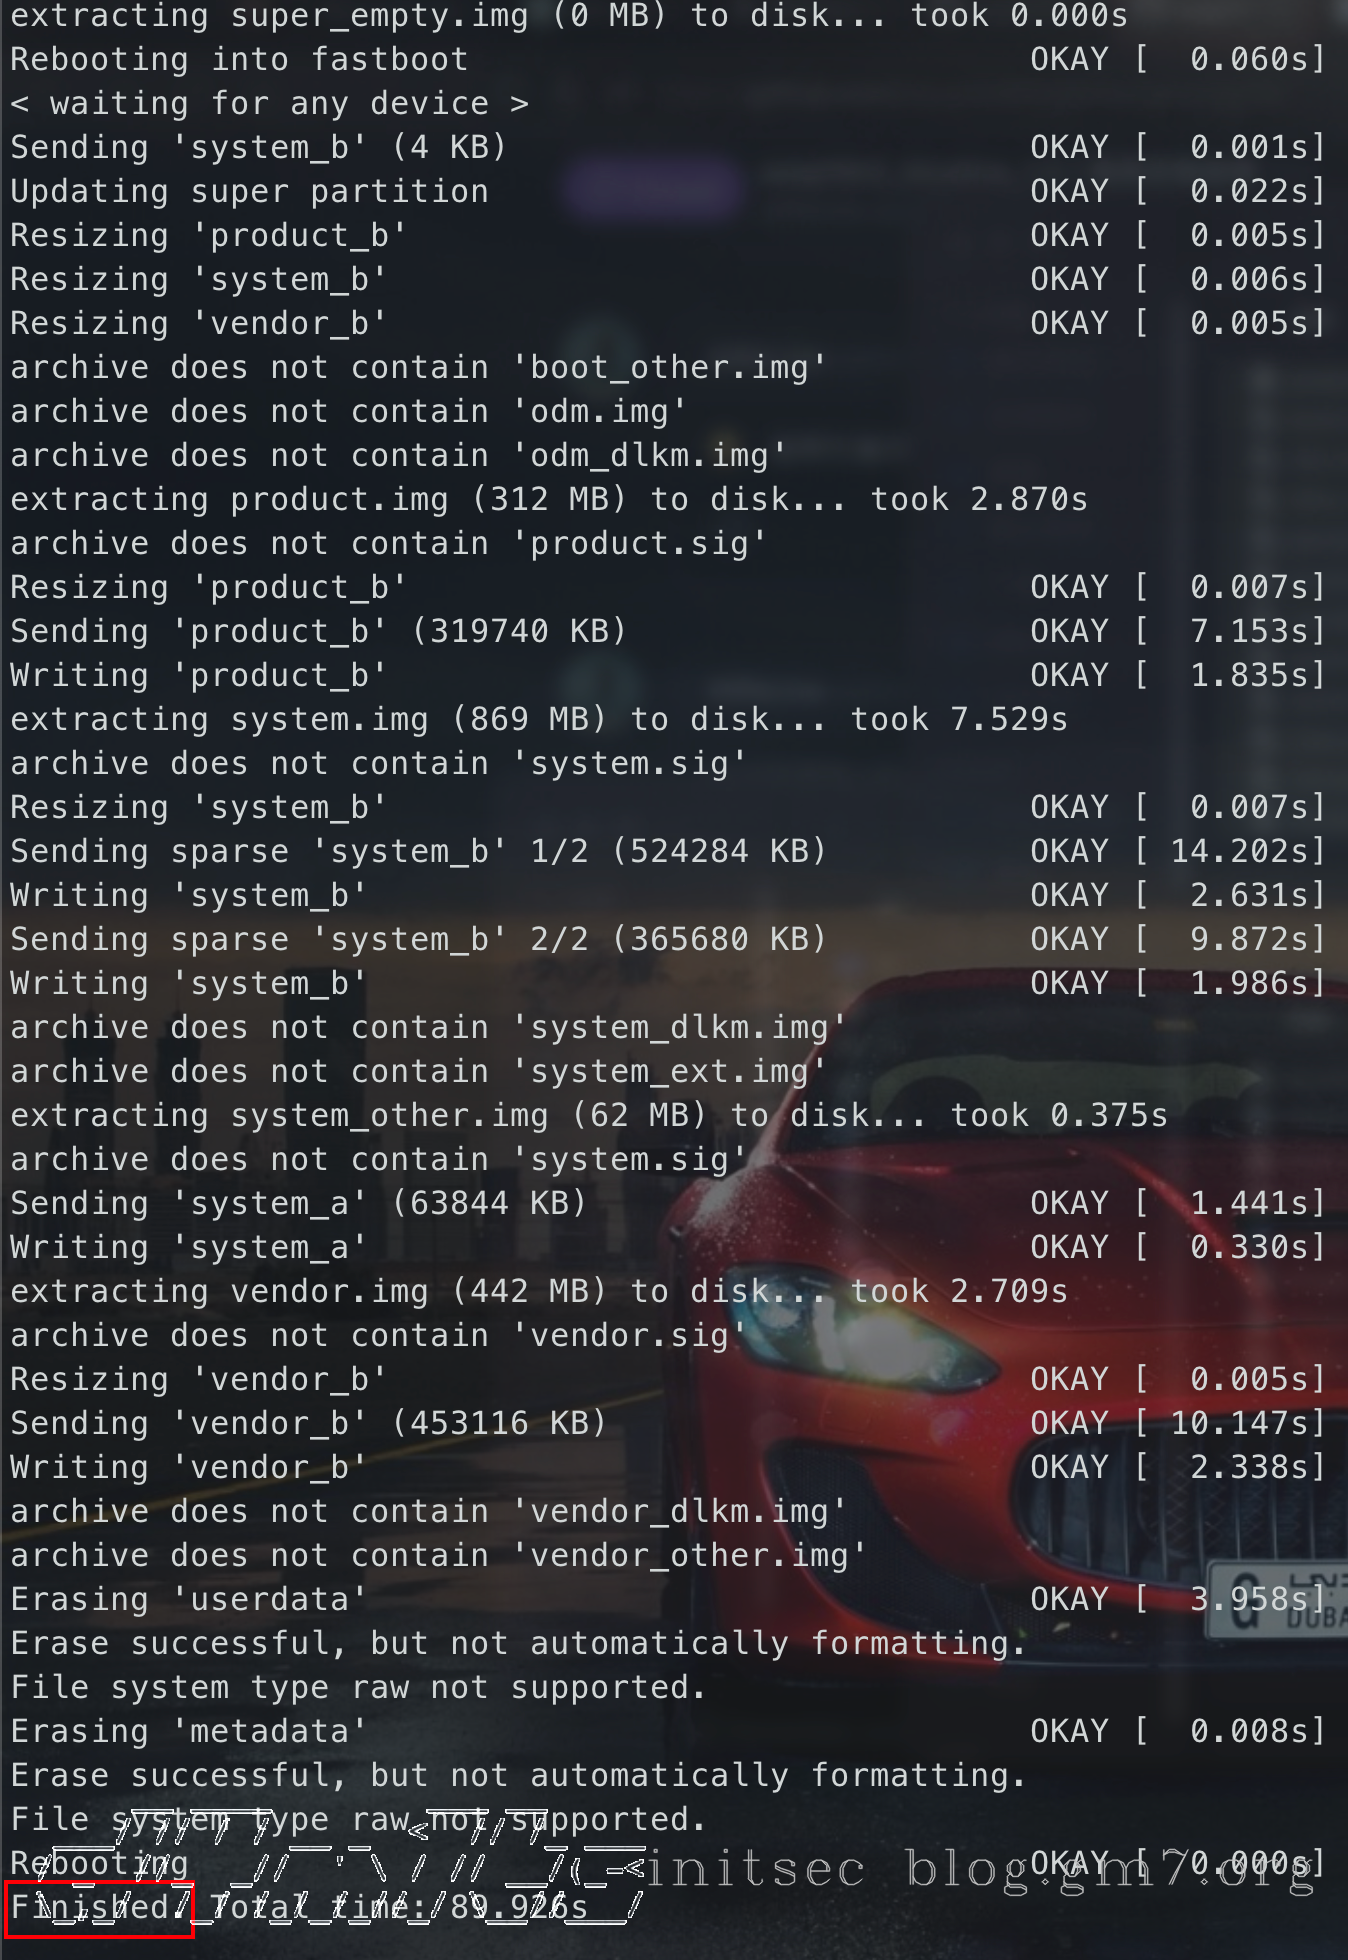 extracting super_empty.img (0 MB) to disk... took 0.000s
Rebooting into fastboot                            OKAY [  0.060s]
< waiting for any device >
Sending 'system_b' (4 KB)                          OKAY [  0.001s]
Updating super partition                           OKAY [  0.022s]
Resizing 'product_b'                               OKAY [  0.005s]
Resizing 'system_b'                                OKAY [  0.006s]
Resizing 'vendor_b'                                OKAY [  0.005s]
archive does not contain 'boot_other.img'
archive does not contain 'odm.img'
archive does not contain 'odm_dlkm.img'
extracting product.img (312 MB) to disk... took 2.870s
archive does not contain 'product.sig'
Resizing 'product_b'                               OKAY [  0.007s]
Sending 'product_b' (319740 KB)                    OKAY [  7.153s]
Writing 'product_b'                                OKAY [  1.835s]
extracting system.img (869 MB) to disk... took 7.529s
archive does not contain 'system.sig'
Resizing 'system_b'                                OKAY [  0.007s]
Sending sparse 'system_b' 1/2 (524284 KB)          OKAY [ 14.202s]
Writing 'system_b'                                 OKAY [  2.631s]
Sending sparse 'system_b' 2/2 (365680 KB)          OKAY [  9.872s]
Writing 'system_b'                                 OKAY [  1.986s]
archive does not contain 'system_dlkm.img'
archive does not contain 'system_ext.img'
extracting system_other.img (62 MB) to disk... took 0.375s
archive does not contain 'system.sig'
Sending 'system_a' (63844 KB)                      OKAY [  1.441s]
Writing 'system_a'                                 OKAY [  0.330s]
extracting vendor.img (442 MB) to disk... took 2.709s
archive does not contain 'vendor.sig'
Resizing 'vendor_b'                                OKAY [  0.005s]
Sending 'vendor_b' (453116 KB)                     OKAY [ 10.147s]
Writing 'vendor_b'                                 OKAY [  2.338s]
archive does not contain 'vendor_dlkm.img'
archive does not contain 'vendor_other.img'
Erasing 'userdata'                                 OKAY [  3.958s]
Erase successful, but not automatically formatting.
File system type raw not supported.
Erasing 'metadata'                                 OKAY [  0.008s]
Erase successful, but not automatically formatting.
File system type raw not supported.
Rebooting                                          OKAY [  0.000s]
initsec blog.gm7.org
Finished. Total time: 89.926s